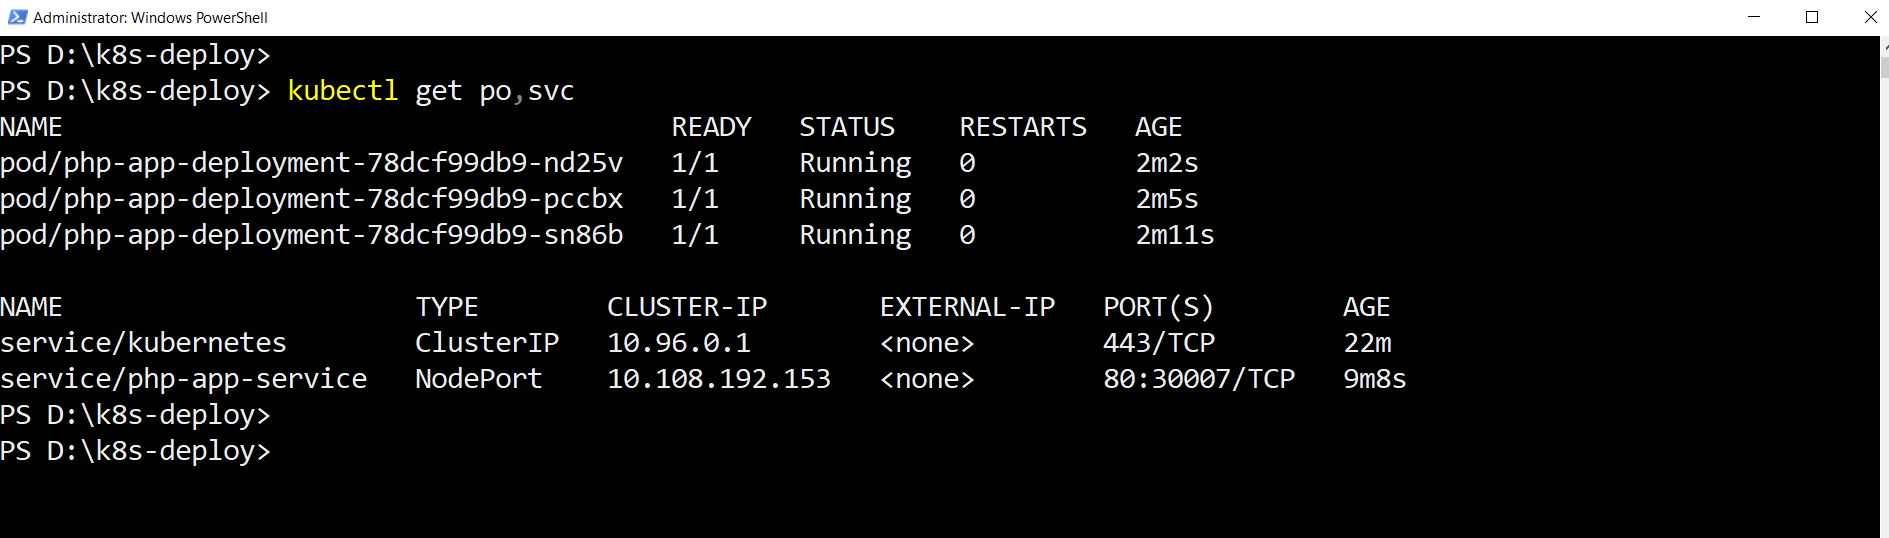 Administrator: Windows PowerShell
PS D:\k8s-deploy>
PS D:\k8s-deploy> kubectl get po,svc
NAME                                      READY   STATUS    RESTARTS   AGE
pod/php-app-deployment-78dcf99db9-nd25v   1/1     Running   0          2m2s
pod/php-app-deployment-78dcf99db9-pccbx   1/1     Running   0          2m5s
pod/php-app-deployment-78dcf99db9-sn86b   1/1     Running   0          2m11s
NAME                      TYPE        CLUSTER-IP       EXTERNAL-IP   PORT(S)        AGE
service/kubernetes        ClusterIP   10.96.0.1        <none>        443/TCP        22m
service/php-app-service   NodePort    10.108.192.153   <none>        80:30007/TCP   9m8s
PS D:\k8s-deploy>
PS D:\k8s-deploy>